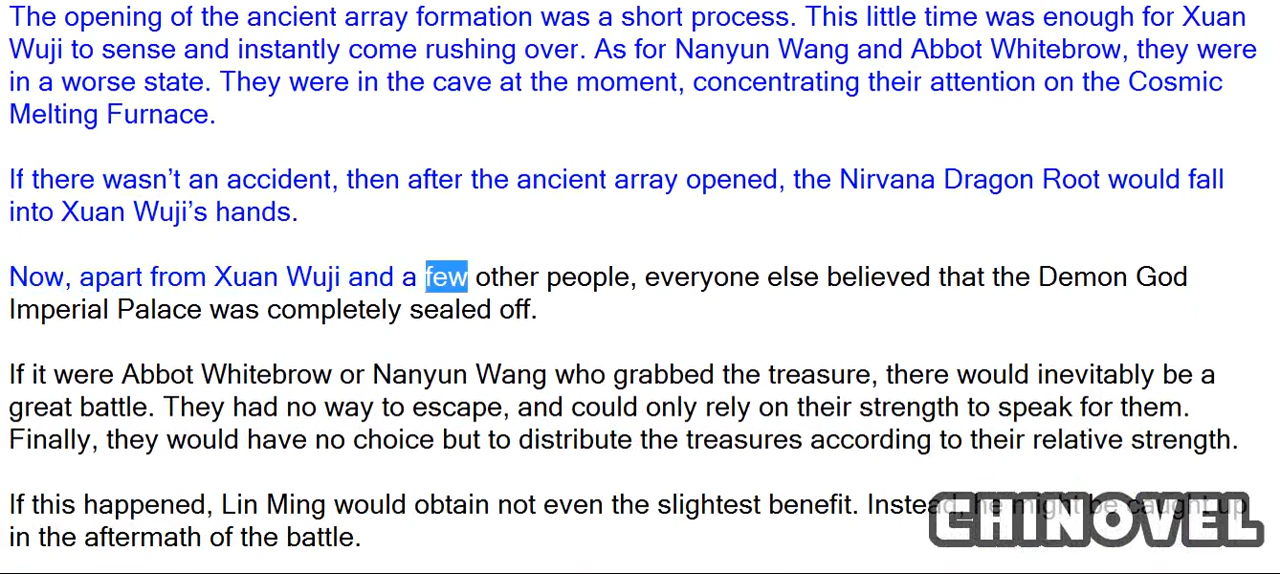 The opening of the ancient array formation was a short process. This little time was enough for Xuan
Wuji to sense and instantly come rushing over. As for Nanyun Wang and Abbot Whitebrow, they were
in a worse state. They were in the cave at the moment, concentrating their attention on the Cosmic
Melting Furnace.
If there wasn’t an accident, then after the ancient array opened, the Nirvana Dragon Root would fall
into Xuan Wuji’s hands.
Now, apart from Xuan Wuji and a few other people, everyone else believed that the Demon God
Imperial Palace was completely sealed off.
If it were Abbot Whitebrow or Nanyun Wang who grabbed the treasure, there would inevitably be a
great battle. They had no way to escape, and could only rely on their strength to speak for them.
Finally, they would have no choice but to distribute the treasures according to their relative strength.
If this happened, Lin Ming would obtain not even the slightest benefit. Instead, he might be caught up
in the aftermath of the battle.
CHINOVEL